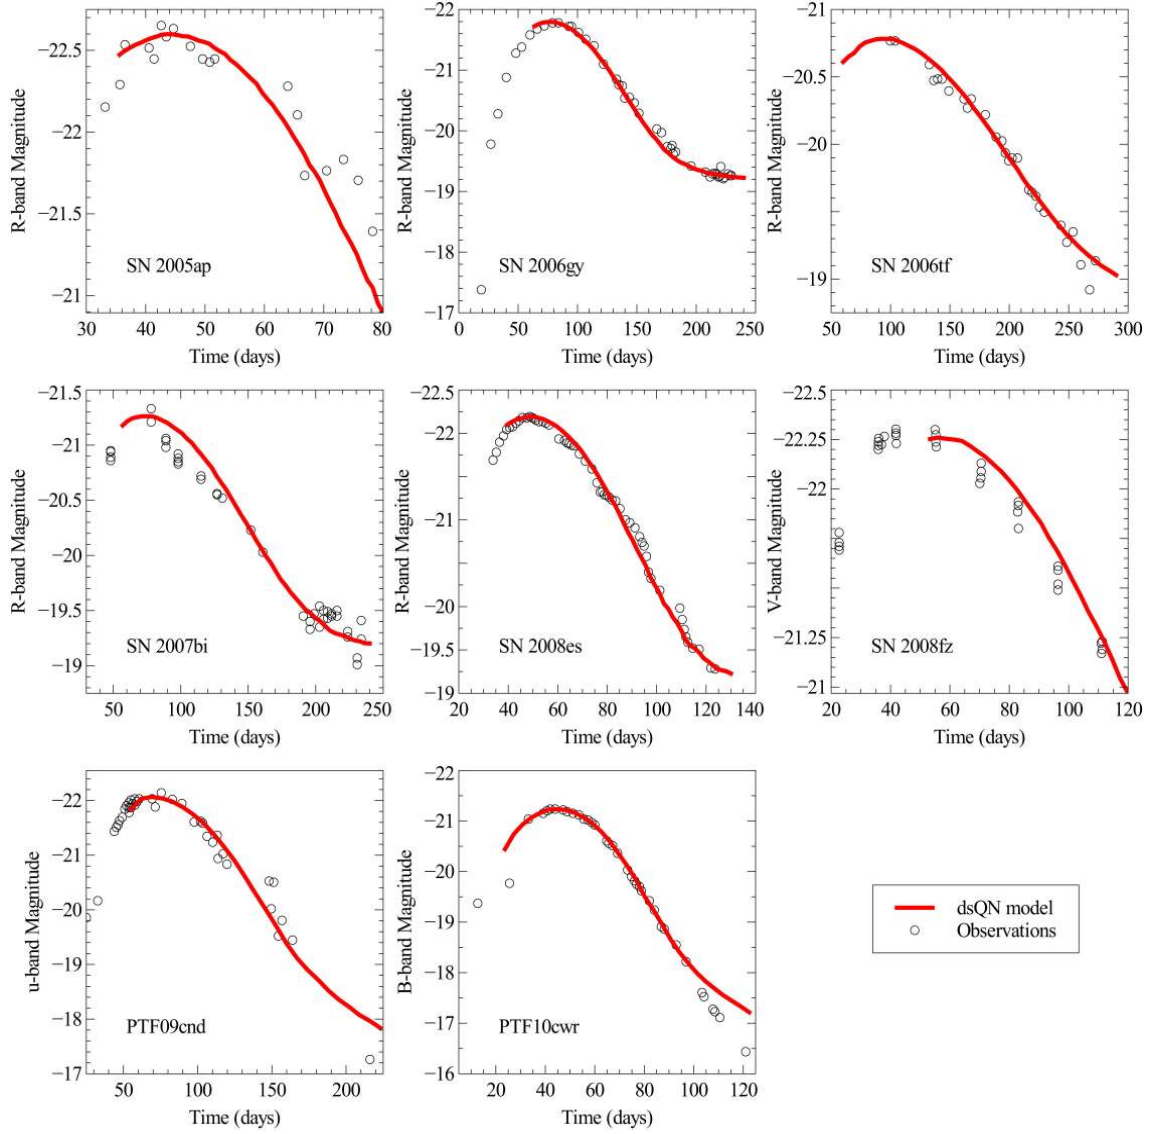 −22.5
−22
−21.5
−21
30 40 50 60 70 80
R-band Magnitude
Time (days)
SN 2005ap
−22
−21
−20
−19
−18
−17
0 50 100 150 200 250
R-band Magnitude
Time (days)
SN 2006gy
−21
−20.5
−20
−19
50 100 150 200 250 300
R-band Magnitude
Time (days)
SN 2006tf
−21.5
−21
−20.5
−20
−19.5
−19
50 100 150 200 250
R-band Magnitude
Time (days)
SN 2007bi
−22.5
−22
−21
−20
−19.5
−19
20 40 60 80 100 120 140
R-band Magnitude
Time (days)
SN 2008es
−22.5
−22.25
−22
−21.25
−21
20 40 60 80 100 120
V-band Magnitude
Time (days)
SN 2008fz
−22
−21
−20
−19
−18
−17
50 100 150 200
u-band Magnitude
Time (days)
PTF09cnd
−22
−21
−20
−19
−18
−17
−16
20 40 60 80 100 120
B-band Magnitude
Time (days)
PTF10cwr
dsQN model
Observations